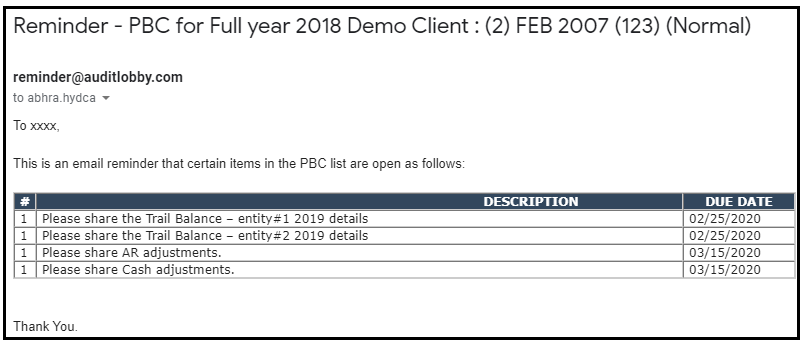 Reminder - PBC for Full year 2018 Demo Client : (2) FEB 2007 (123) (Normal)
reminder@auditlobby.com
to abhra.hydca
To xxxx,
This is an email reminder that certain items in the PBC list are open as follows:
# DESCRIPTION DUE DATE
1 Please share the Trail Balance – entity#1 2019 details 02/25/2020
1 Please share the Trail Balance – entity#2 2019 details 02/25/2020
1 Please share AR adjustments. 03/15/2020
1 Please share Cash adjustments. 03/15/2020
Thank You.